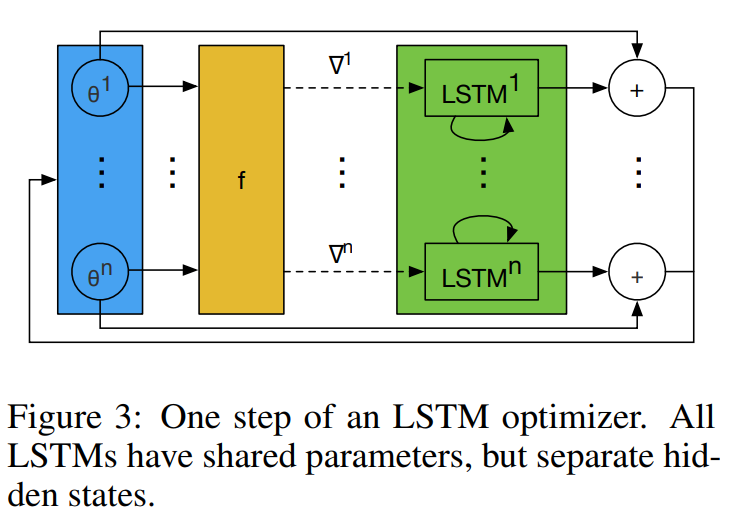 ∇¹
θ¹
LSTM¹
+
f
∇ⁿ
θⁿ
LSTMⁿ
+
Figure 3: One step of an LSTM optimizer. All
LSTMs have shared parameters, but separate hid-
den states.